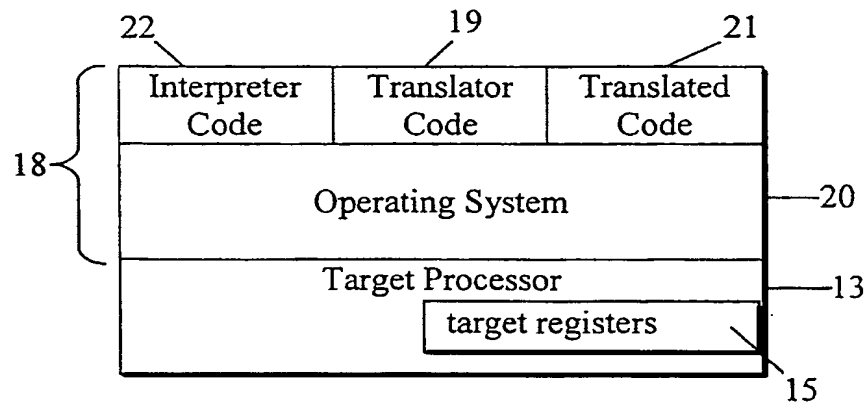 22 19 21
Interpreter Code
Translator Code
Translated Code
18
Operating System
20
Target Processor
13
target registers
15